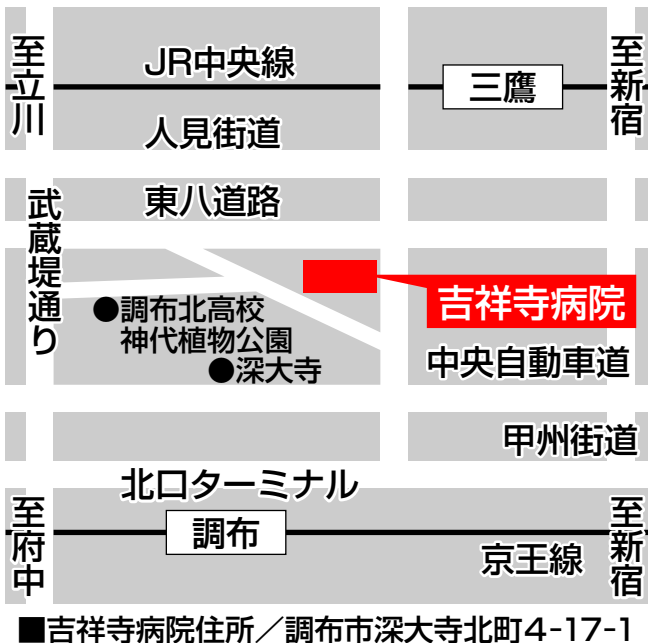 至立川
JR中央線
三鷹
至新宿
人見街道
武蔵堤通り
東八道路
吉祥寺病院
●調布北高校
神代植物公園
●深大寺
中央自動車道
甲州街道
北口ターミナル
至府中
調布
京王線
至新宿
■吉祥寺病院住所／調布市深大寺北町4-17-1